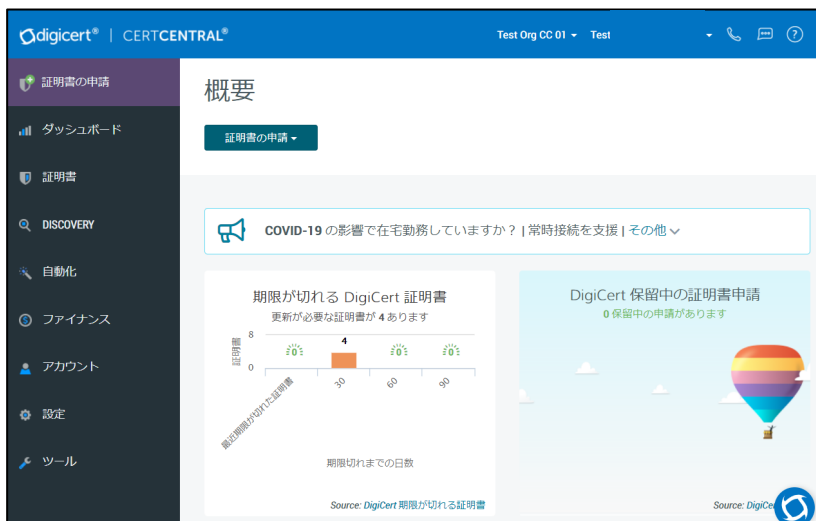 digicert® | CERTCENTRAL®
Test Org CC 01
Test
証明書の申請
ダッシュボード
証明書
DISCOVERY
自動化
ファイナンス
アカウント
設定
ツール
概要
証明書の申請
COVID-19 の影響で在宅勤務していますか？ | 常時接続を支援 | その他
期限が切れる DigiCert 証明書
更新が必要な証明書が 4 あります
証明書
8
0
0
4
0
0
最近期限が切れた証明書
30
60
90
期限切れまでの日数
Source: DigiCert 期限が切れる証明書
DigiCert 保留中の証明書申請
0 保留中の申請があります
Source: DigiCe